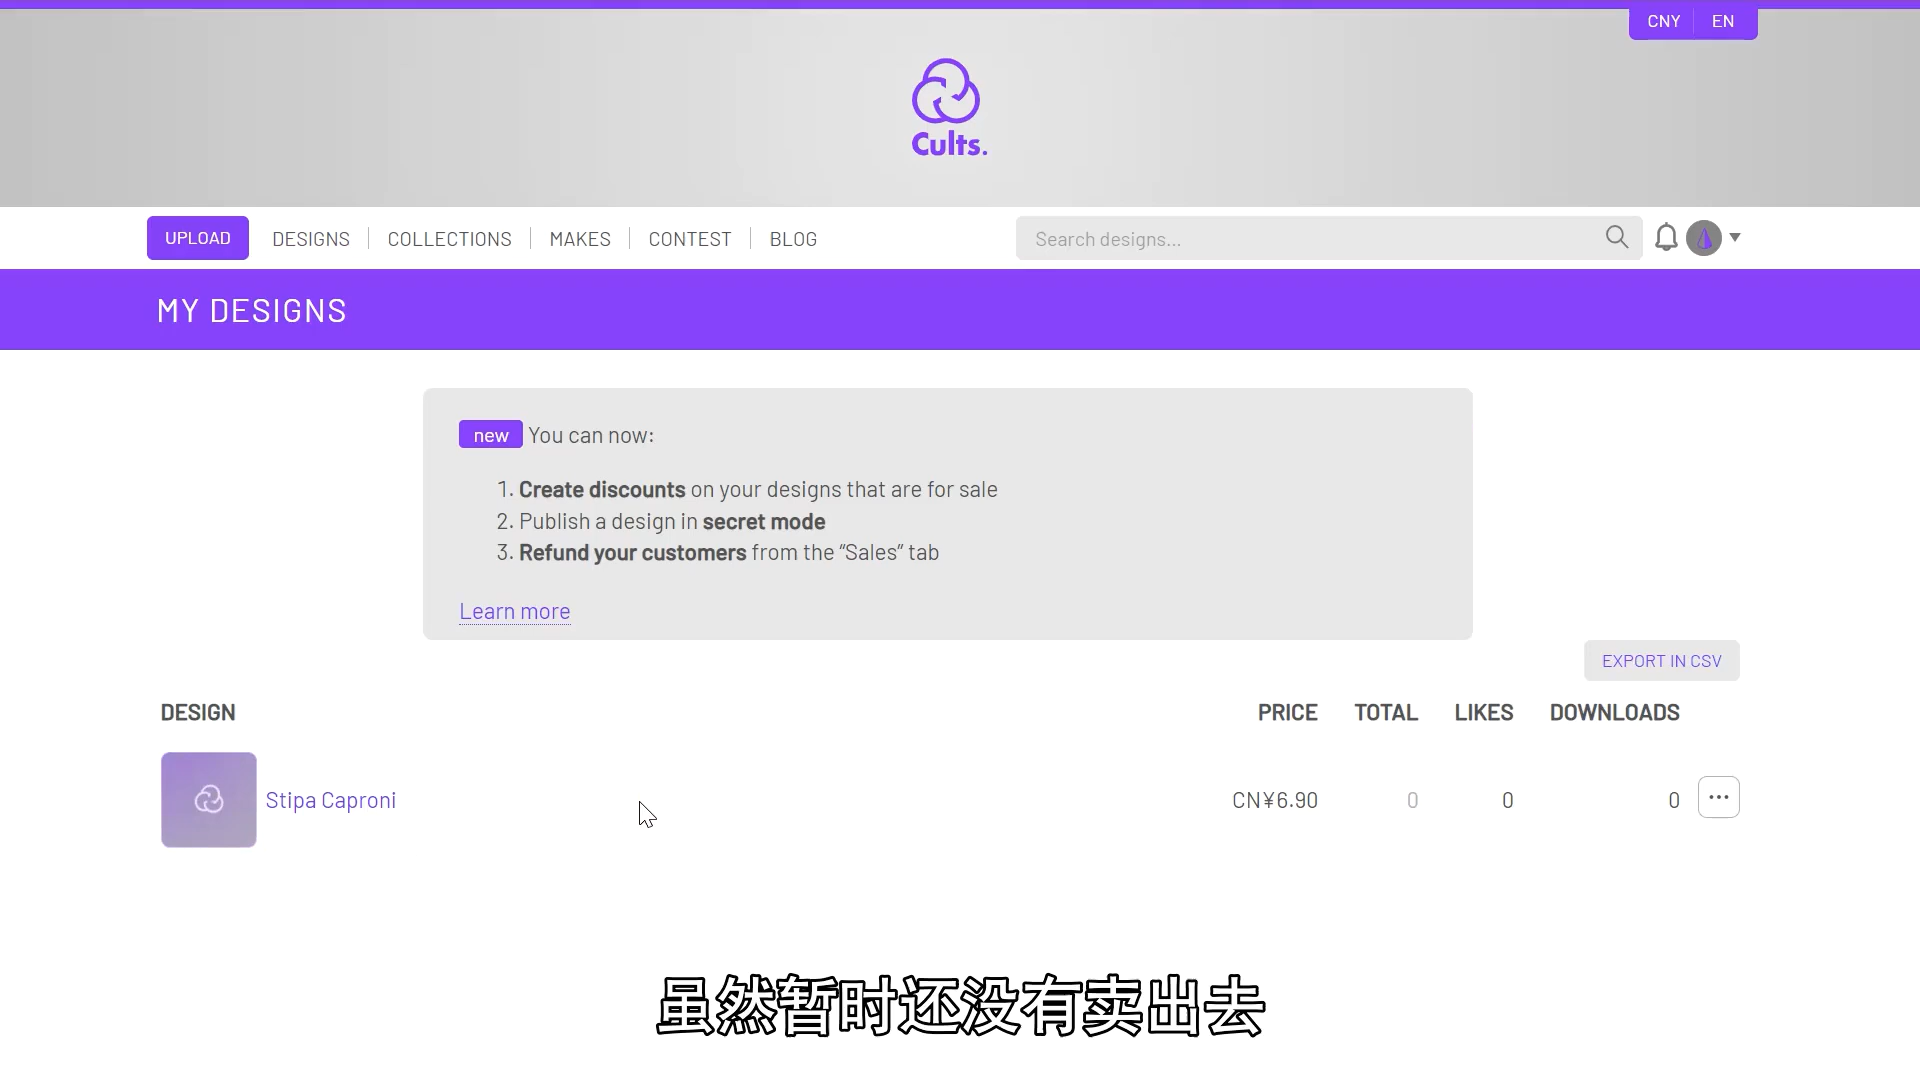 CNY EN
Cults.
UPLOAD DESIGNS COLLECTIONS MAKES CONTEST BLOG Search designs...
MY DESIGNS
new You can now:
1. Create discounts on your designs that are for sale
2. Publish a design in secret mode
3. Refund your customers from the “Sales” tab
Learn more
EXPORT IN CSV
DESIGN PRICE TOTAL LIKES DOWNLOADS
Stipa Caproni CN¥6.90 0 0 0
虽然暂时还没有卖出去